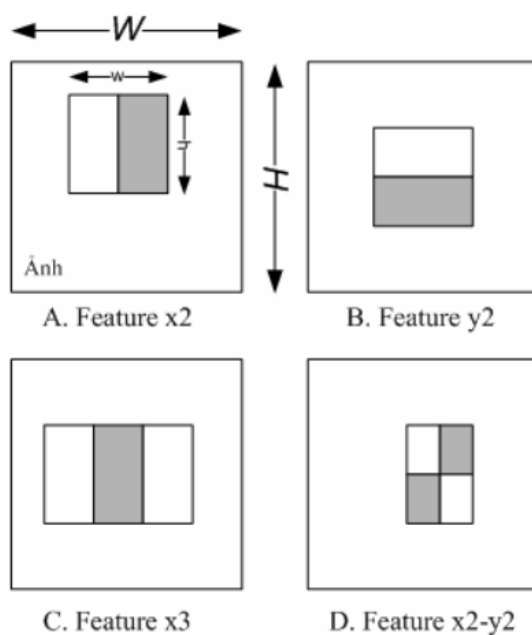 W
w
h
H
Ảnh
A. Feature x2
B. Feature y2
C. Feature x3
D. Feature x2-y2